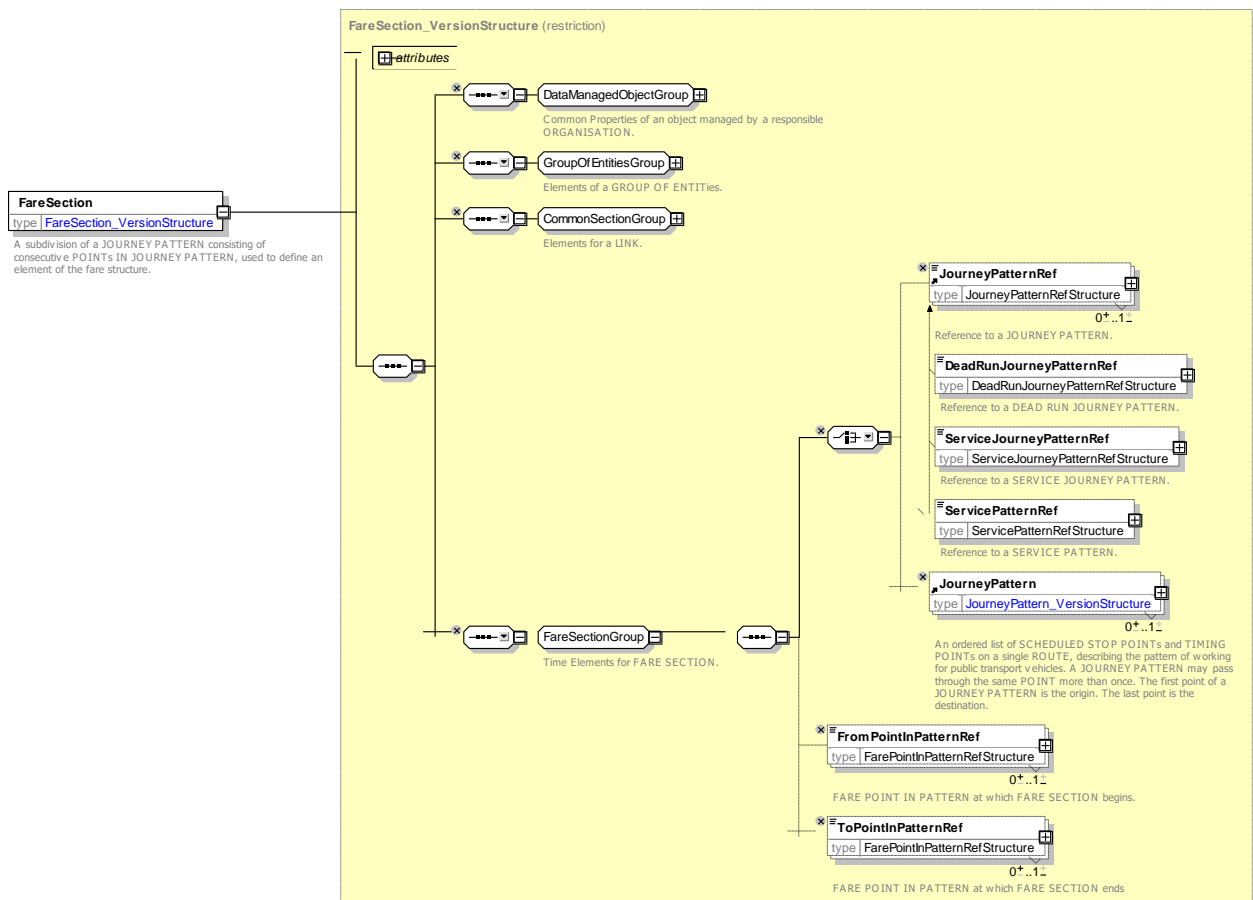 FareSection_VersionStructure (restriction)
attributes
DataManagedObjectGroup
Common Properties of an object managed by a responsible
ORGANISATION.
GroupOfEntitiesGroup
Elements of a GROUP OF ENTITies.
CommonSectionGroup
Elements for a LINK.
FareSection
type FareSection_VersionStructure
A subdivision of a JOURNEY PATTERN consisting of
consecutive POINTs IN JOURNEY PATTERN, used to define an
element of the fare structure.
JourneyPatternRef
type JourneyPatternRefStructure
0..1
Reference to a JOURNEY PATTERN.
DeadRunJourneyPatternRef
type DeadRunJourneyPatternRefStructure
Reference to a DEAD RUN JOURNEY PATTERN.
ServiceJourneyPatternRef
type ServiceJourneyPatternRefStructure
Reference to a SERVICE JOURNEY PATTERN.
ServicePatternRef
type ServicePatternRefStructure
Reference to a SERVICE PATTERN.
JourneyPattern
type JourneyPattern_VersionStructure
0..1
An ordered list of SCHEDULED STOP POINTs and TIMING
POINTs on a single ROUTE, describing the pattern of working
for public transport vehicles. A JOURNEY PATTERN may pass
through the same POINT more than once. The first point of a
JOURNEY PATTERN is the origin. The last point is the
destination.
FareSectionGroup
Time Elements for FARE SECTION.
FromPointInPatternRef
type FarePointInPatternRefStructure
0..1
FARE POINT IN PATTERN at which FARE SECTION begins.
ToPointInPatternRef
type FarePointInPatternRefStructure
0..1
FARE POINT IN PATTERN at which FARE SECTION ends